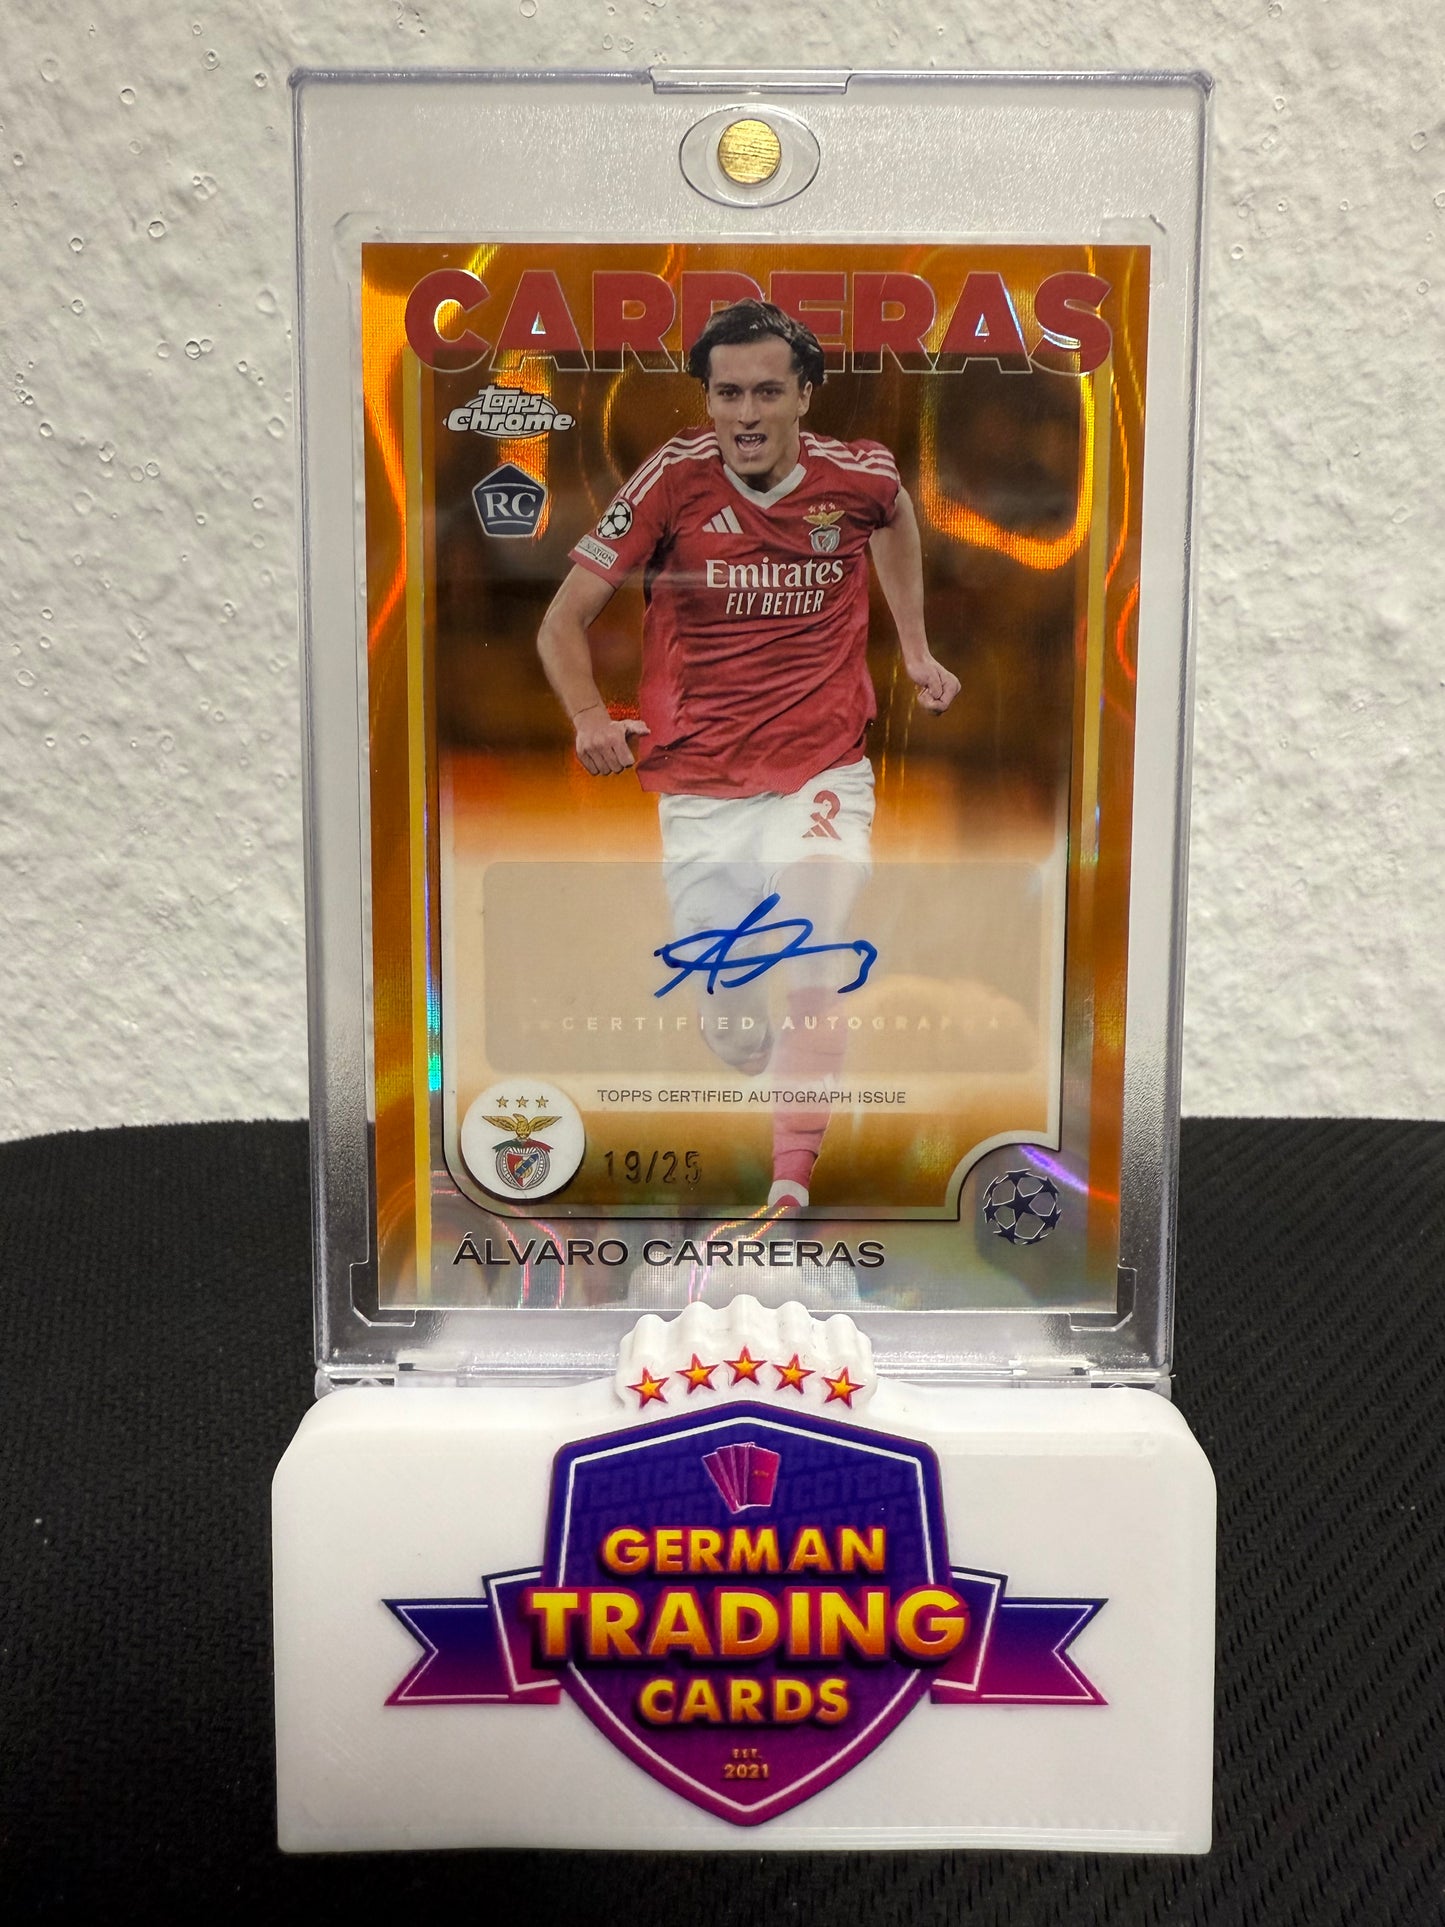 CARRERAS
Topps
Chrome
RC
Emirates
FLY BETTER
2
CERTIFIED AUTOGRAPH
TOPPS CERTIFIED AUTOGRAPH ISSUE
19/25
ÁLVARO CARRERAS
GERMAN
TRADING
CARDS
EST.
2021